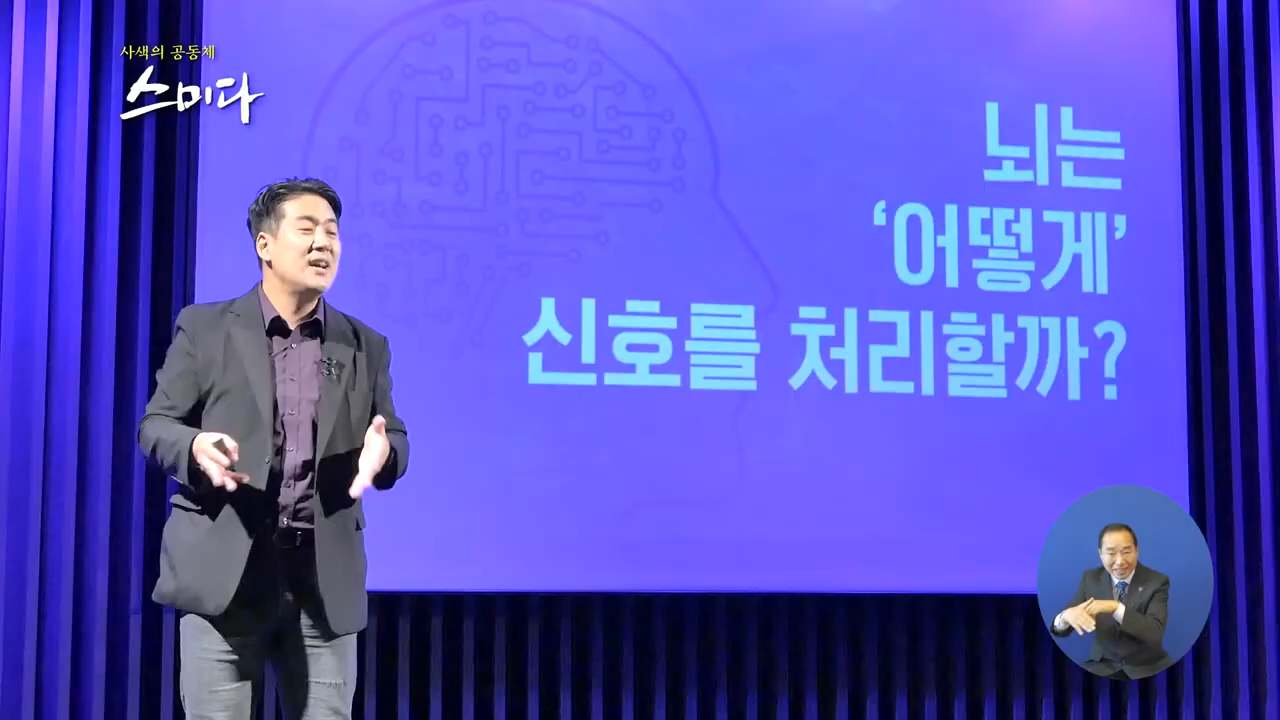 사색의 공동체
스미다
뇌는
‘어떻게’
신호를 처리할까?